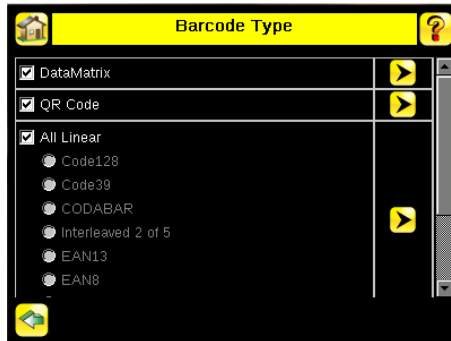 Barcode Type
?
DataMatrix
QR Code
All Linear
Code128
Code39
CODABAR
Interleaved 2 of 5
EAN13
EAN8